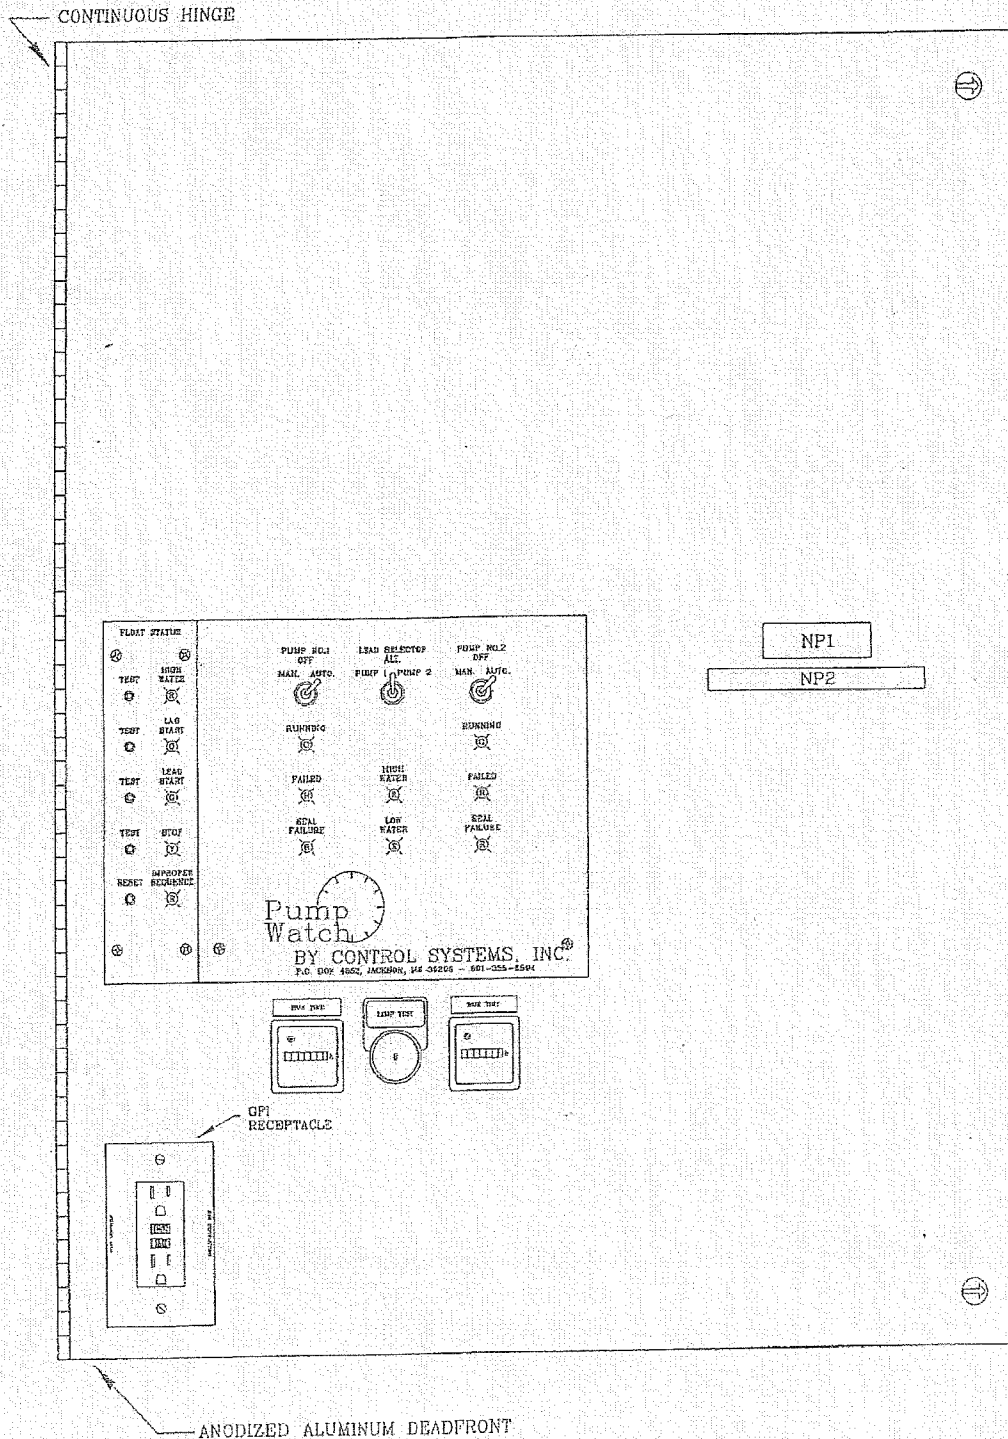 CONTINUOUS HINGE
NP1
NP2
FLOAT STATUS
TEST
HIGH WATER
TEST
LAG START
TEST
LEAD START
TEST
STOP
RESET
IMPROPER SEQUENCE
PUMP NO.1
OFF
MAN. AUTO.
LEAD SELECTOR
ALT.
PUMP 1 PUMP 2
PUMP NO.2
OFF
MAN. AUTO.
RUNNING
RUNNING
FAILED
HIGH WATER
FAILED
SEAL FAILURE
LOW WATER
SEAL FAILURE
Pump
Watch
BY CONTROL SYSTEMS, INC.
P.O. BOX JACKSON, MS
LAMP TEST
GFI
RECEPTACLE
ANODIZED ALUMINUM DEADFRONT